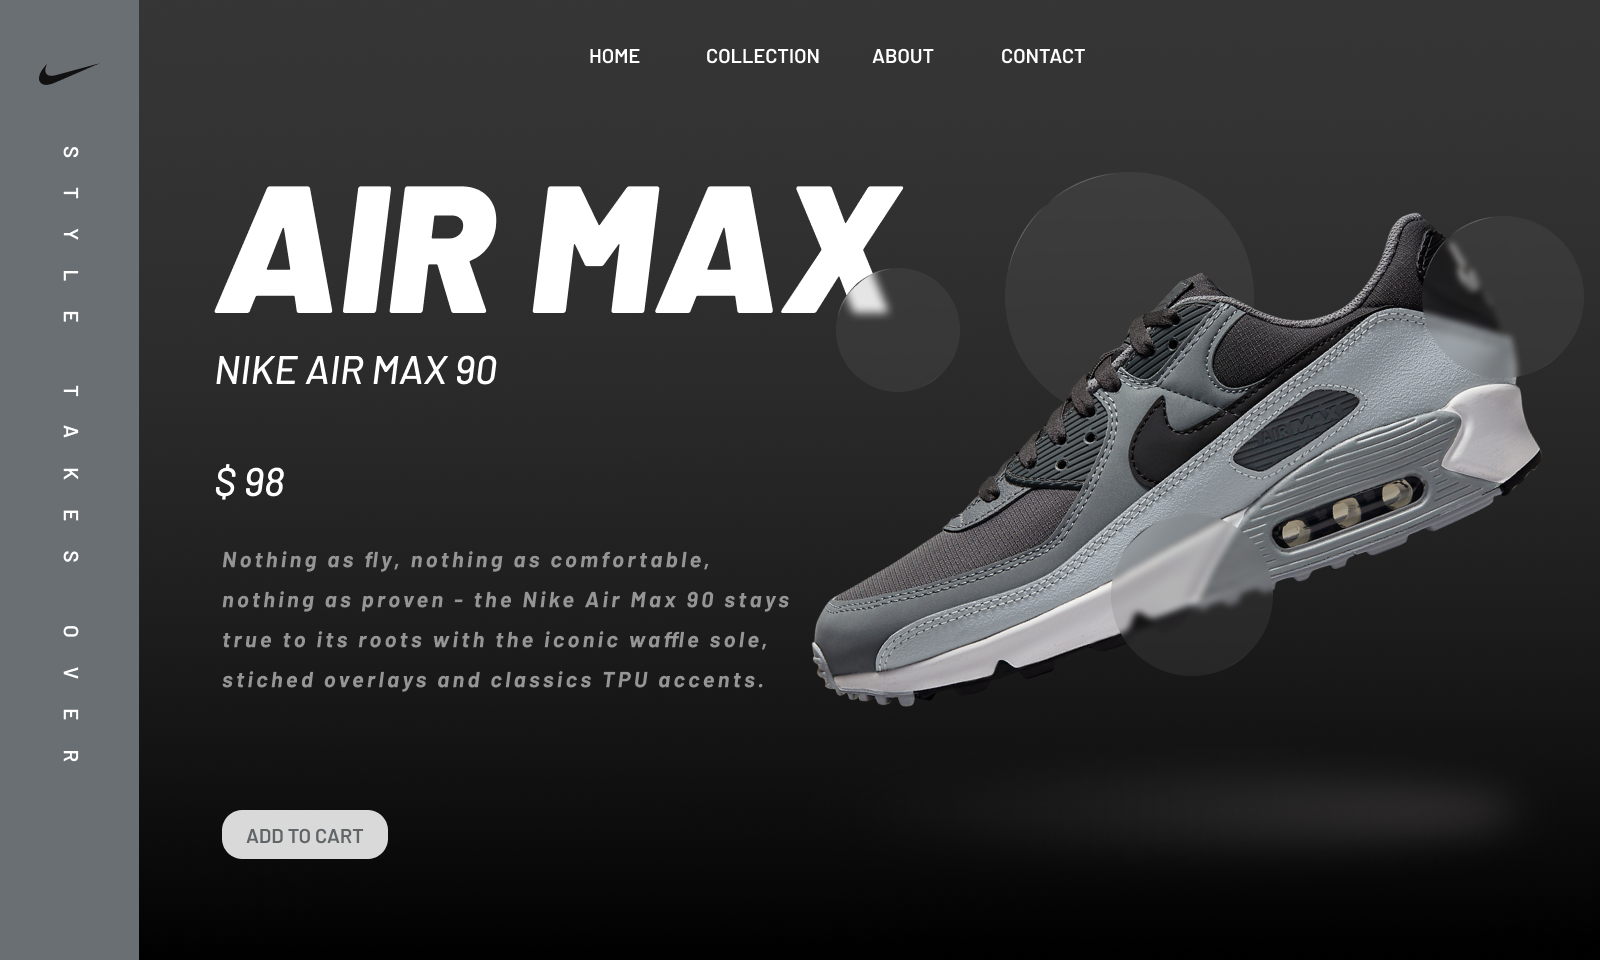 HOME COLLECTION ABOUT CONTACT
STYLE TAKES OVER
AIR MAX
NIKE AIR MAX 90
$ 98
Nothing as fly, nothing as comfortable,
nothing as proven - the Nike Air Max 90 stays
true to its roots with the iconic waffle sole,
stiched overlays and classics TPU accents.
ADD TO CART
AIR MAX